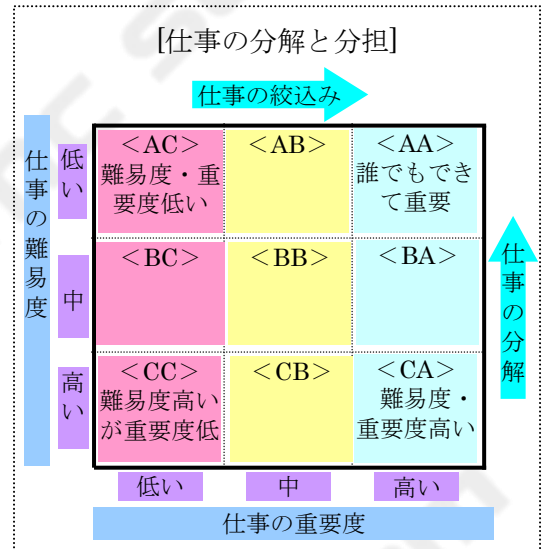 [仕事の分解と分担]
仕事の絞込み
仕事の難易度
低い
中
高い
<AC>
難易度・重
要度低い
<AB>
<AA>
誰でもでき
て重要
<BC>
<BB>
<BA>
<CC>
難易度高い
が重要度低
<CB>
<CA>
難易度・
重要度高い
仕事の分解
低い
中
高い
仕事の重要度